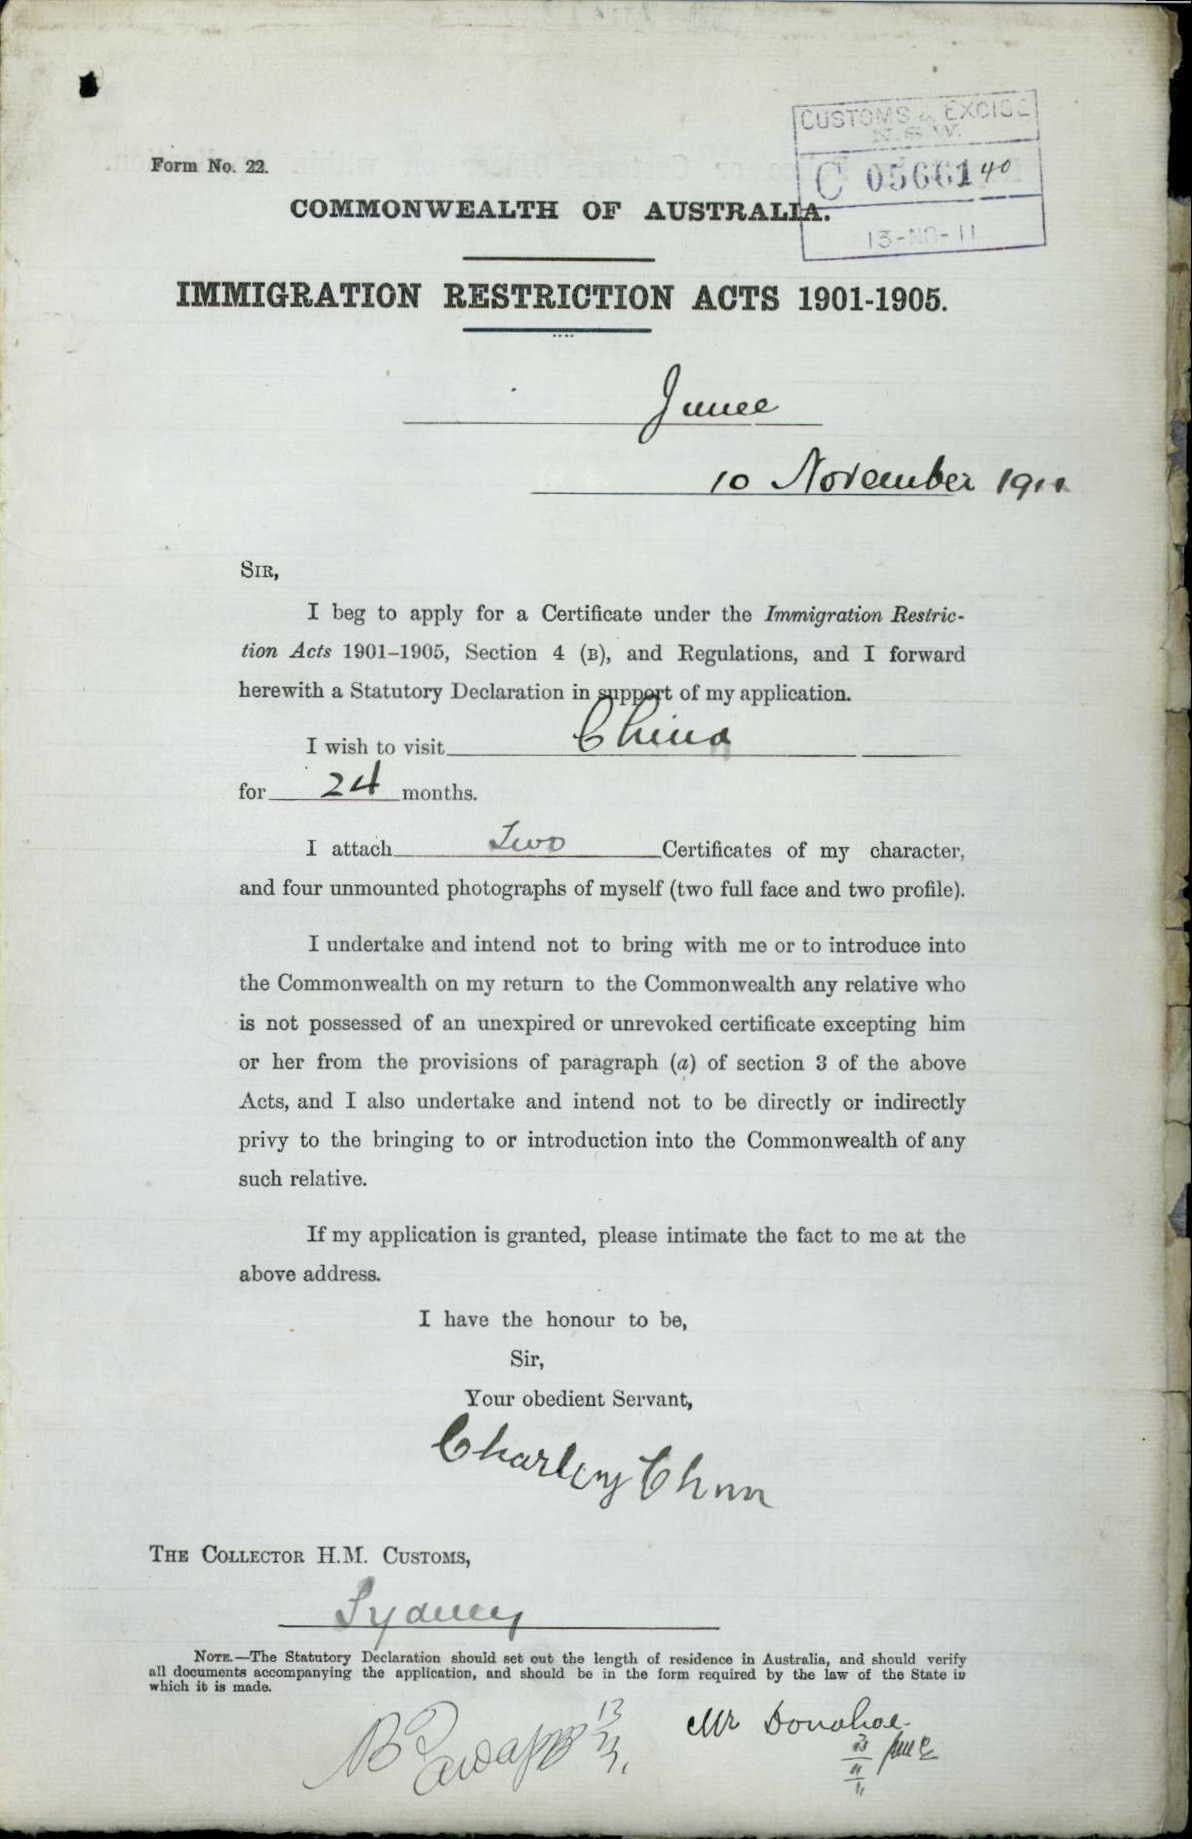 CUSTOMS & EXCISE
N.S.W.
C 05661 40
13-NO-11
Form No. 22.
COMMONWEALTH OF AUSTRALIA.
IMMIGRATION RESTRICTION ACTS 1901-1905.
Junee
10 November 1911
SIR,
I beg to apply for a Certificate under the Immigration Restric-
tion Acts 1901–1905, Section 4 (B), and Regulations, and I forward
herewith a Statutory Declaration in support of my application.
I wish to visit China
for 24 months.
I attach Two Certificates of my character,
and four unmounted photographs of myself (two full face and two profile).
I undertake and intend not to bring with me or to introduce into
the Commonwealth on my return to the Commonwealth any relative who
is not possessed of an unexpired or unrevoked certificate excepting him
or her from the provisions of paragraph (a) of section 3 of the above
Acts, and I also undertake and intend not to be directly or indirectly
privy to the bringing to or introduction into the Commonwealth of any
such relative.
If my application is granted, please intimate the fact to me at the
above address.
I have the honour to be,
Sir,
Your obedient Servant,
Charley Chun
THE COLLECTOR H.M. CUSTOMS,
Sydney
NOTE.—The Statutory Declaration should set out the length of residence in Australia, and should verify
all documents accompanying the application, and should be in the form required by the law of the State in
which it is made.
Mr Donohoe